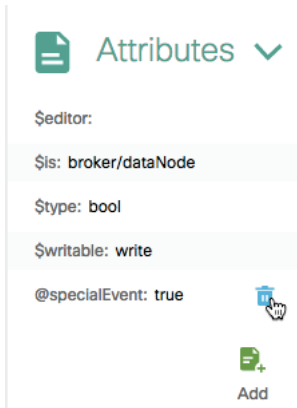 Attributes
$editor:
$is: broker/dataNode
$type: bool
$writable: write
@specialEvent: true
Add